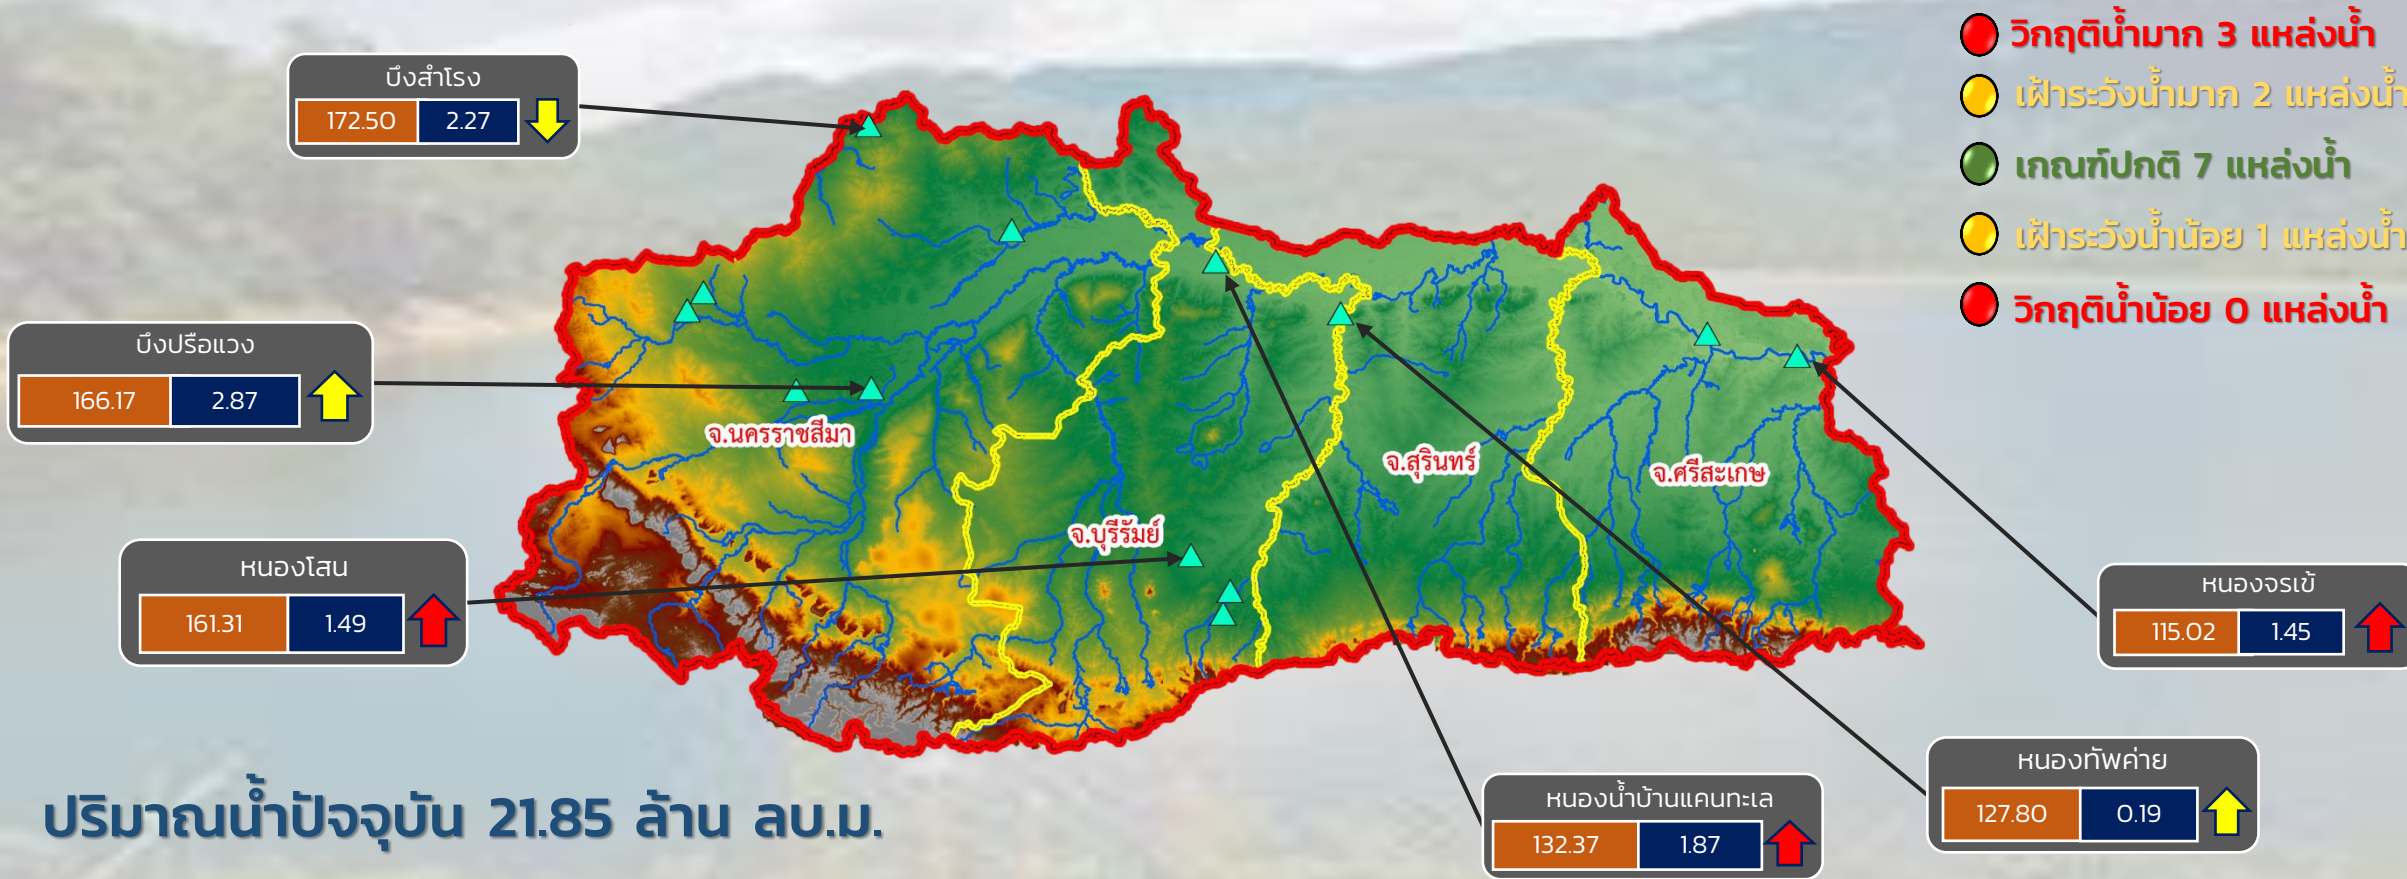 บึงสำโรง
172.50 2.27
วิกฤติน้ำมาก 3 แหล่งน้ำ
เฝ้าระวังน้ำมาก 2 แหล่งน้ำ
เกณฑ์ปกติ 7 แหล่งน้ำ
เฝ้าระวังน้ำน้อย 1 แหล่งน้ำ
วิกฤติน้ำน้อย 0 แหล่งน้ำ
บึงปรือแวง
166.17 2.87
จ.นครราชสีมา
จ.สุรินทร์
จ.ศรีสะเกษ
จ.บุรีรัมย์
หนองโสน
161.31 1.49
หนองจรเข้
115.02 1.45
หนองทัพค่าย
127.80 0.19
หนองน้ำบ้านแคนทะเล
132.37 1.87
ปริมาณน้ำปัจจุบัน 21.85 ล้าน ลบ.ม.